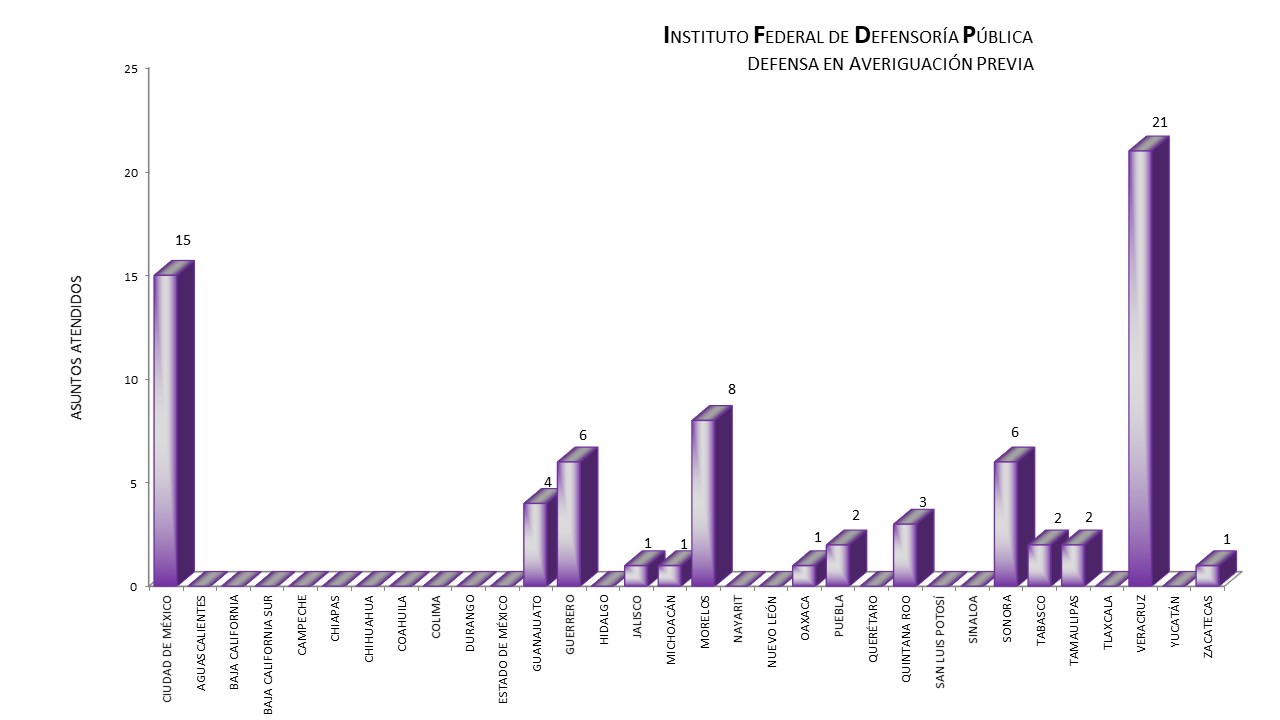 INSTITUTO FEDERAL DE DEFENSORÍA PÚBLICA
DEFENSA EN AVERIGUACIÓN PREVIA
ASUNTOS ATENDIDOS
25
20
15
10
5
0
15
4
6
1
1
8
1
2
3
6
2
2
21
1
CIUDAD DE MÉXICO
AGUASCALIENTES
BAJA CALIFORNIA
BAJA CALIFORNIA SUR
CAMPECHE
CHIAPAS
CHIHUAHUA
COAHUILA
COLIMA
DURANGO
ESTADO DE MÉXICO
GUANAJUATO
GUERRERO
HIDALGO
JALISCO
MICHOACÁN
MORELOS
NAYARIT
NUEVO LEÓN
OAXACA
PUEBLA
QUERÉTARO
QUINTANA ROO
SAN LUIS POTOSÍ
SINALOA
SONORA
TABASCO
TAMAULIPAS
TLAXCALA
VERACRUZ
YUCATÁN
ZACATECAS